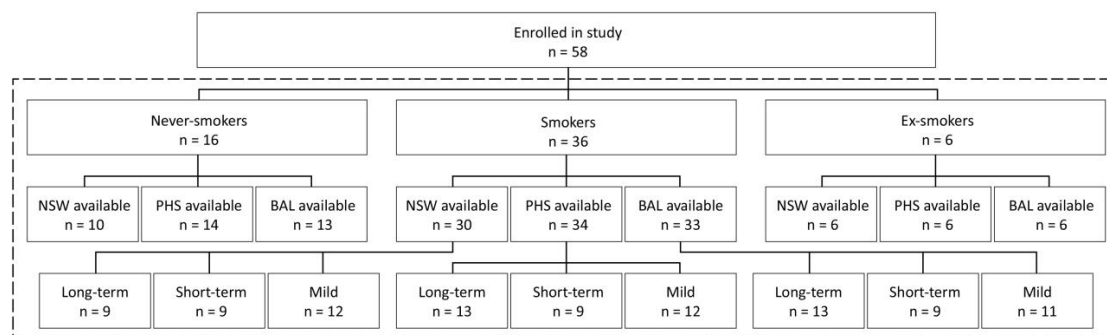 Enrolled in study
n = 58
Never-smokers
n = 16
Smokers
n = 36
Ex-smokers
n = 6
NSW available
n = 10
PHS available
n = 14
BAL available
n = 13
NSW available
n = 30
PHS available
n = 34
BAL available
n = 33
NSW available
n = 6
PHS available
n = 6
BAL available
n = 6
Long-term
n = 9
Short-term
n = 9
Mild
n = 12
Long-term
n = 13
Short-term
n = 9
Mild
n = 12
Long-term
n = 13
Short-term
n = 9
Mild
n = 11